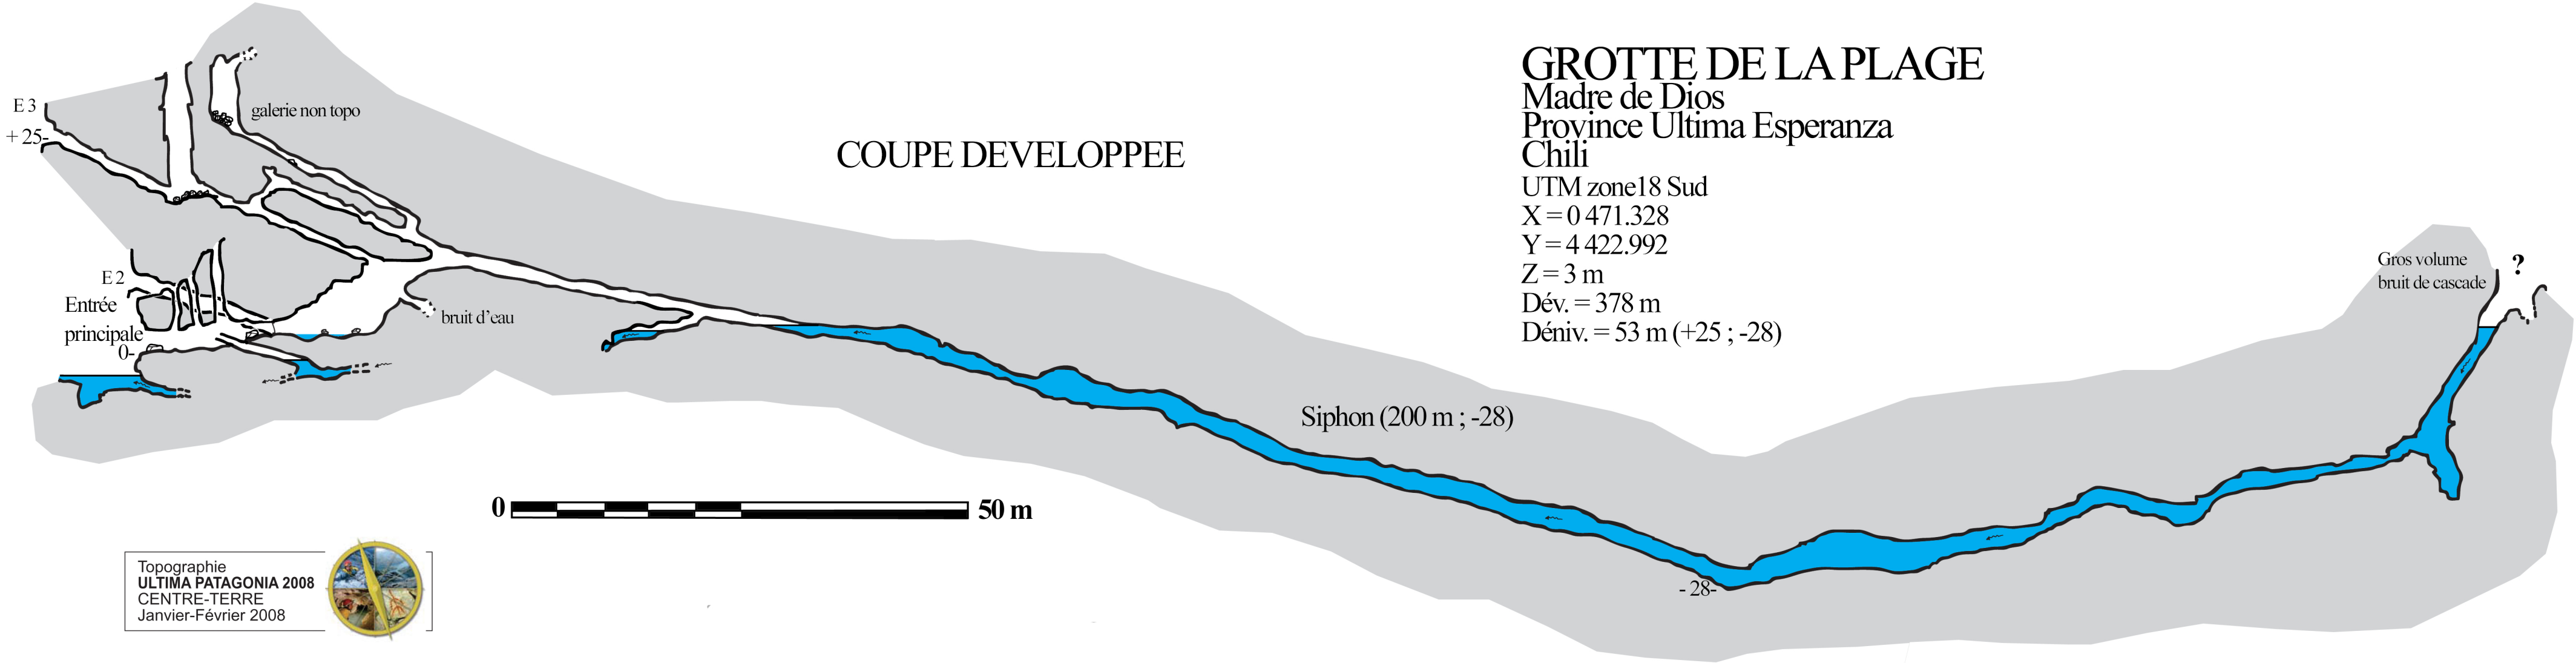 GROTTE DE LA PLAGE
Madre de Dios
Province Ultima Esperanza
Chili
UTM zone18 Sud
X = 0 471.328
Y = 4 422.992
Z = 3 m
Dév. = 378 m
Déniv. = 53 m (+25 ; -28)
COUPE DEVELOPPEE
E 3
+ 25-
galerie non topo
E 2
Entrée
principale
0-
bruit d'eau
Gros volume
bruit de cascade
?
Siphon (200 m ; -28)
- 28-
0 50 m
Topographie
ULTIMA PATAGONIA 2008
CENTRE-TERRE
Janvier-Février 2008